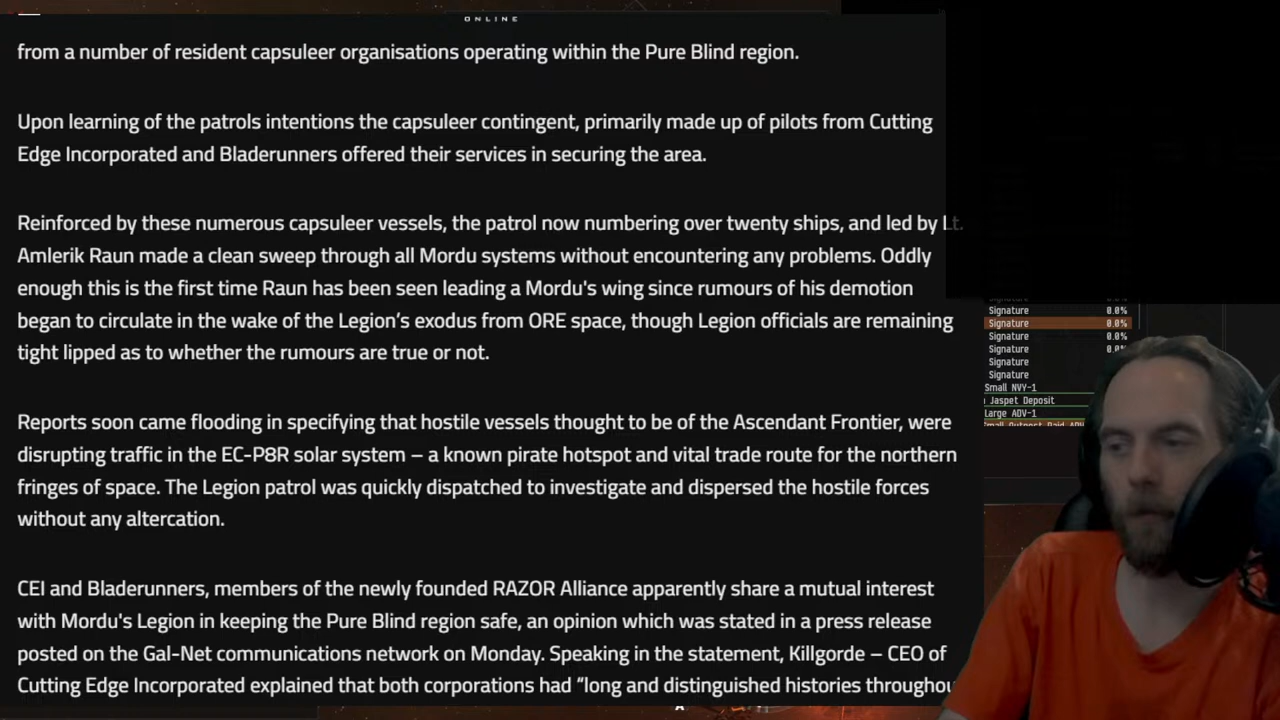 ONLINE
from a number of resident capsuleer organisations operating within the Pure Blind region.
Upon learning of the patrols intentions the capsuleer contingent, primarily made up of pilots from Cutting
Edge Incorporated and Bladerunners offered their services in securing the area.
Reinforced by these numerous capsuleer vessels, the patrol now numbering over twenty ships, and led by Lt.
Amlerik Raun made a clean sweep through all Mordu systems without encountering any problems. Oddly
enough this is the first time Raun has been seen leading a Mordu's wing since rumours of his demotion
began to circulate in the wake of the Legion’s exodus from ORE space, though Legion officials are remaining
tight lipped as to whether the rumours are true or not.
Reports soon came flooding in specifying that hostile vessels thought to be of the Ascendant Frontier, were
disrupting traffic in the EC-P8R solar system – a known pirate hotspot and vital trade route for the northern
fringes of space. The Legion patrol was quickly dispatched to investigate and dispersed the hostile forces
without any altercation.
CEI and Bladerunners, members of the newly founded RAZOR Alliance apparently share a mutual interest
with Mordu's Legion in keeping the Pure Blind region safe, an opinion which was stated in a press release
posted on the Gal-Net communications network on Monday. Speaking in the statement, Killgorde – CEO of
Cutting Edge Incorporated explained that both corporations had “long and distinguished histories throughou
Signature 0.0%
Signature 0.0%
Signature 0.0%
Signature 0.0%
Signature
Signature
Small NVY-1
Jaspet Deposit
Large ADV-1
Small Outpost Raid